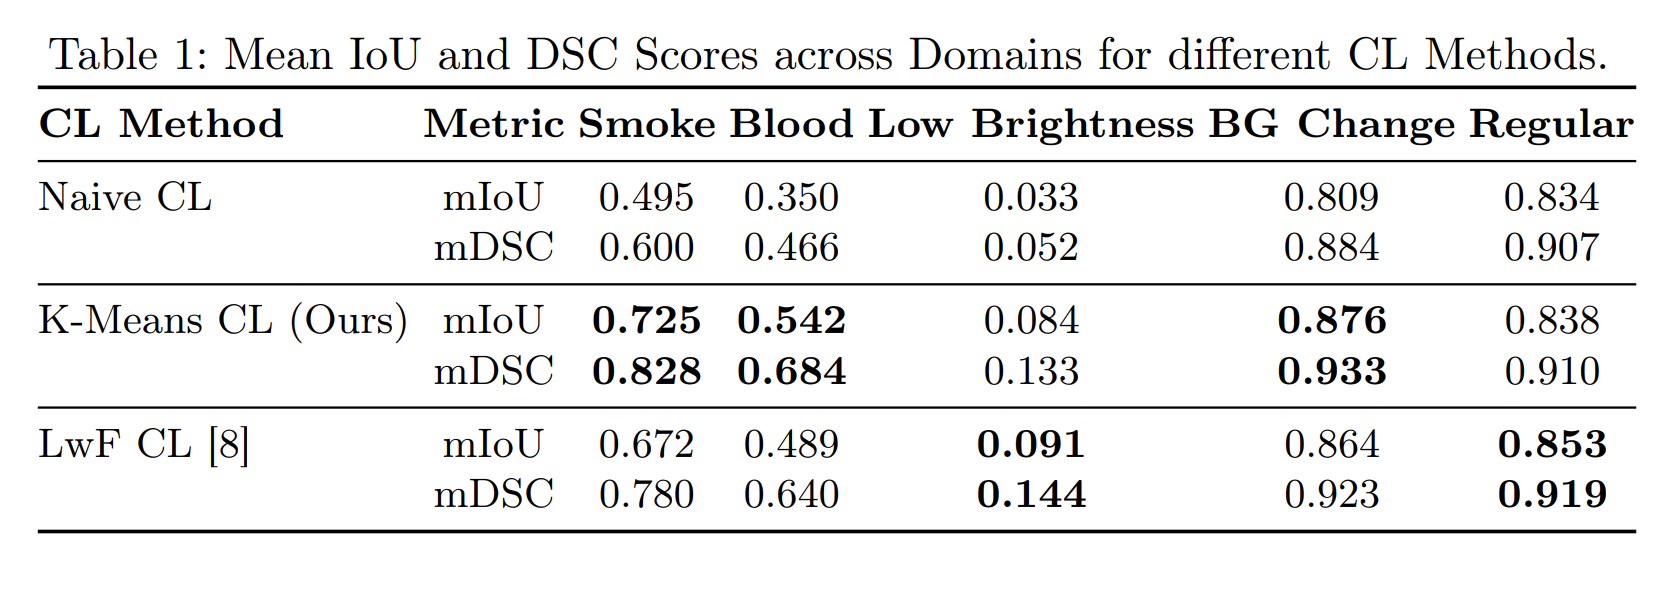 Table 1: Mean IoU and DSC Scores across Domains for different CL Methods.
CL Method Metric Smoke Blood Low Brightness BG Change Regular
Naive CL mIoU 0.495 0.350 0.033 0.809 0.834
mDSC 0.600 0.466 0.052 0.884 0.907
K-Means CL (Ours) mIoU 0.725 0.542 0.084 0.876 0.838
mDSC 0.828 0.684 0.133 0.933 0.910
LwF CL [8] mIoU 0.672 0.489 0.091 0.864 0.853
mDSC 0.780 0.640 0.144 0.923 0.919